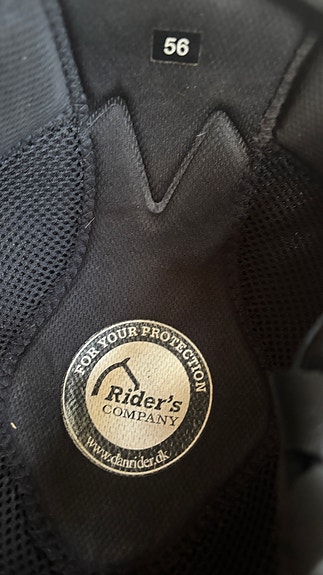 56
FOR YOUR PROTECTION
Rider's
COMPANY
www.danrider.dk